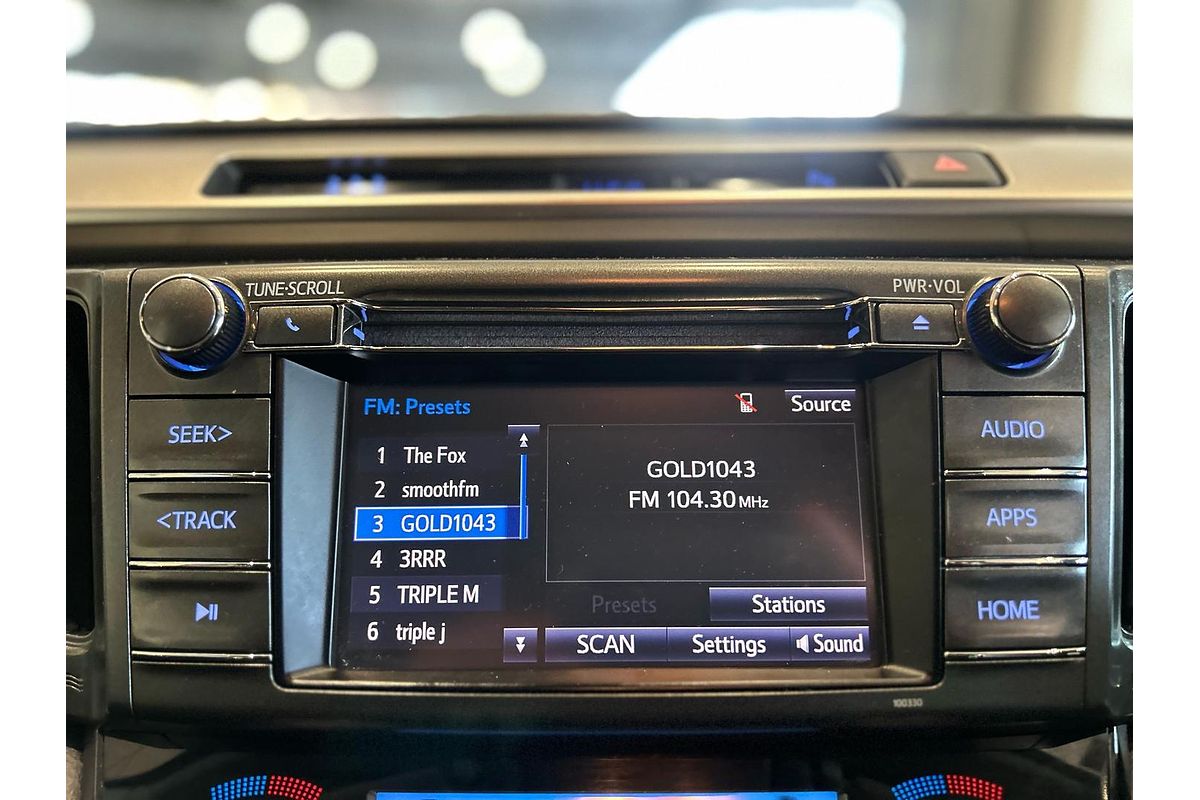 TUNE·SCROLL
PWR·VOL
SEEK>
<TRACK
AUDIO
APPS
HOME
FM: Presets
Source
1 The Fox
2 smoothfm
3 GOLD1043
4 3RRR
5 TRIPLE M
6 triple j
GOLD1043
FM 104.30 MHz
Presets
Stations
SCAN
Settings
Sound
100330